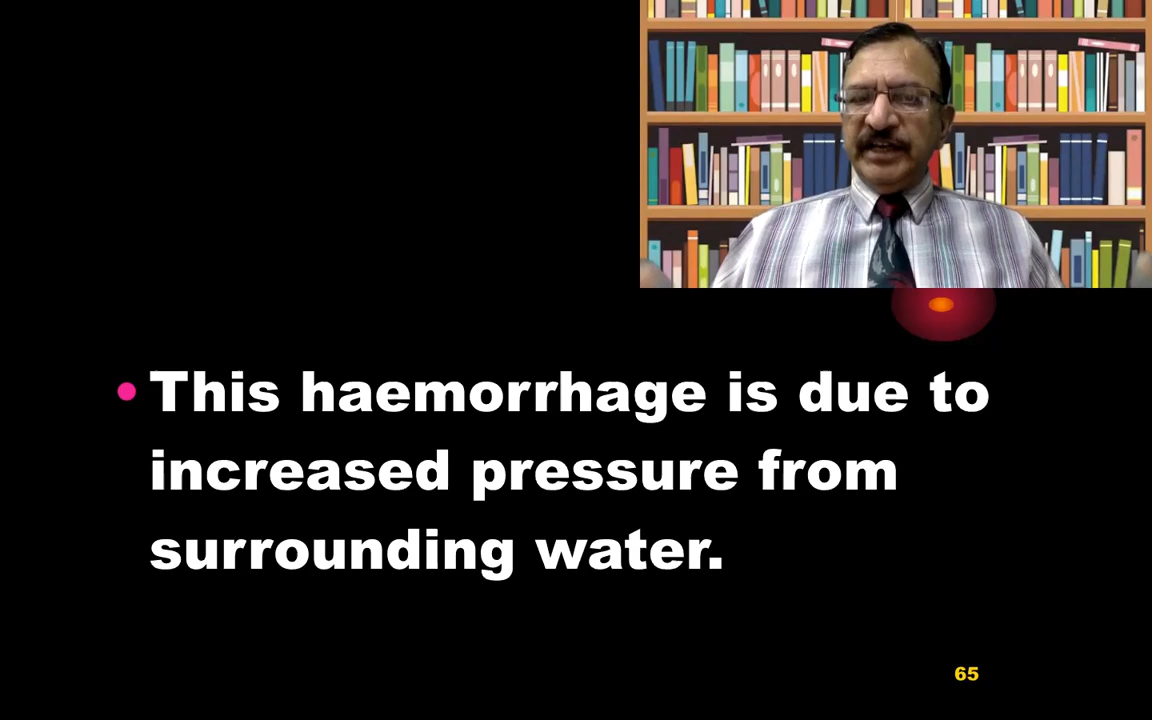 This haemorrhage is due to
increased pressure from
surrounding water.
65